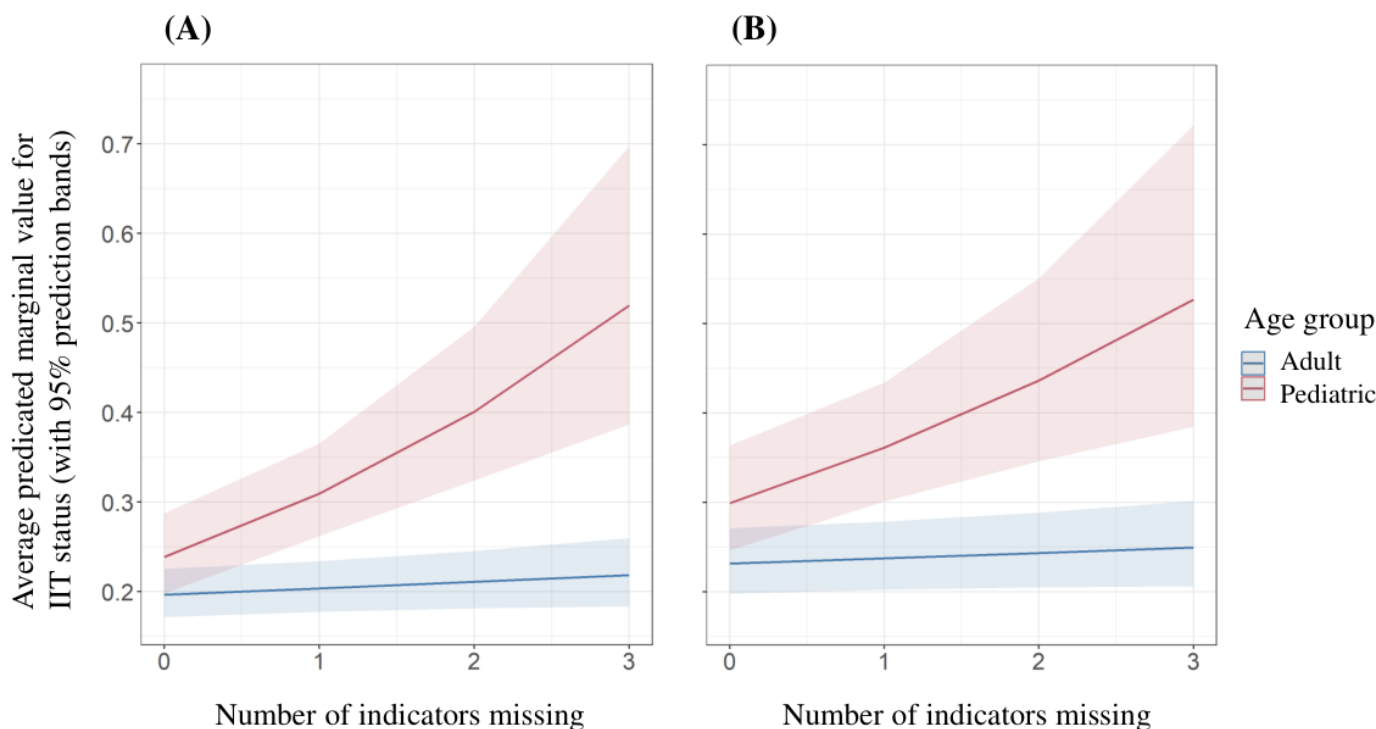 (A)
(B)
Average predicated marginal value for
IIT status (with 95% prediction bands)
0.7
0.6
0.5
0.4
0.3
0.2
0 1 2 3
0 1 2 3
Number of indicators missing
Number of indicators missing
Age group
Adult
Pediatric